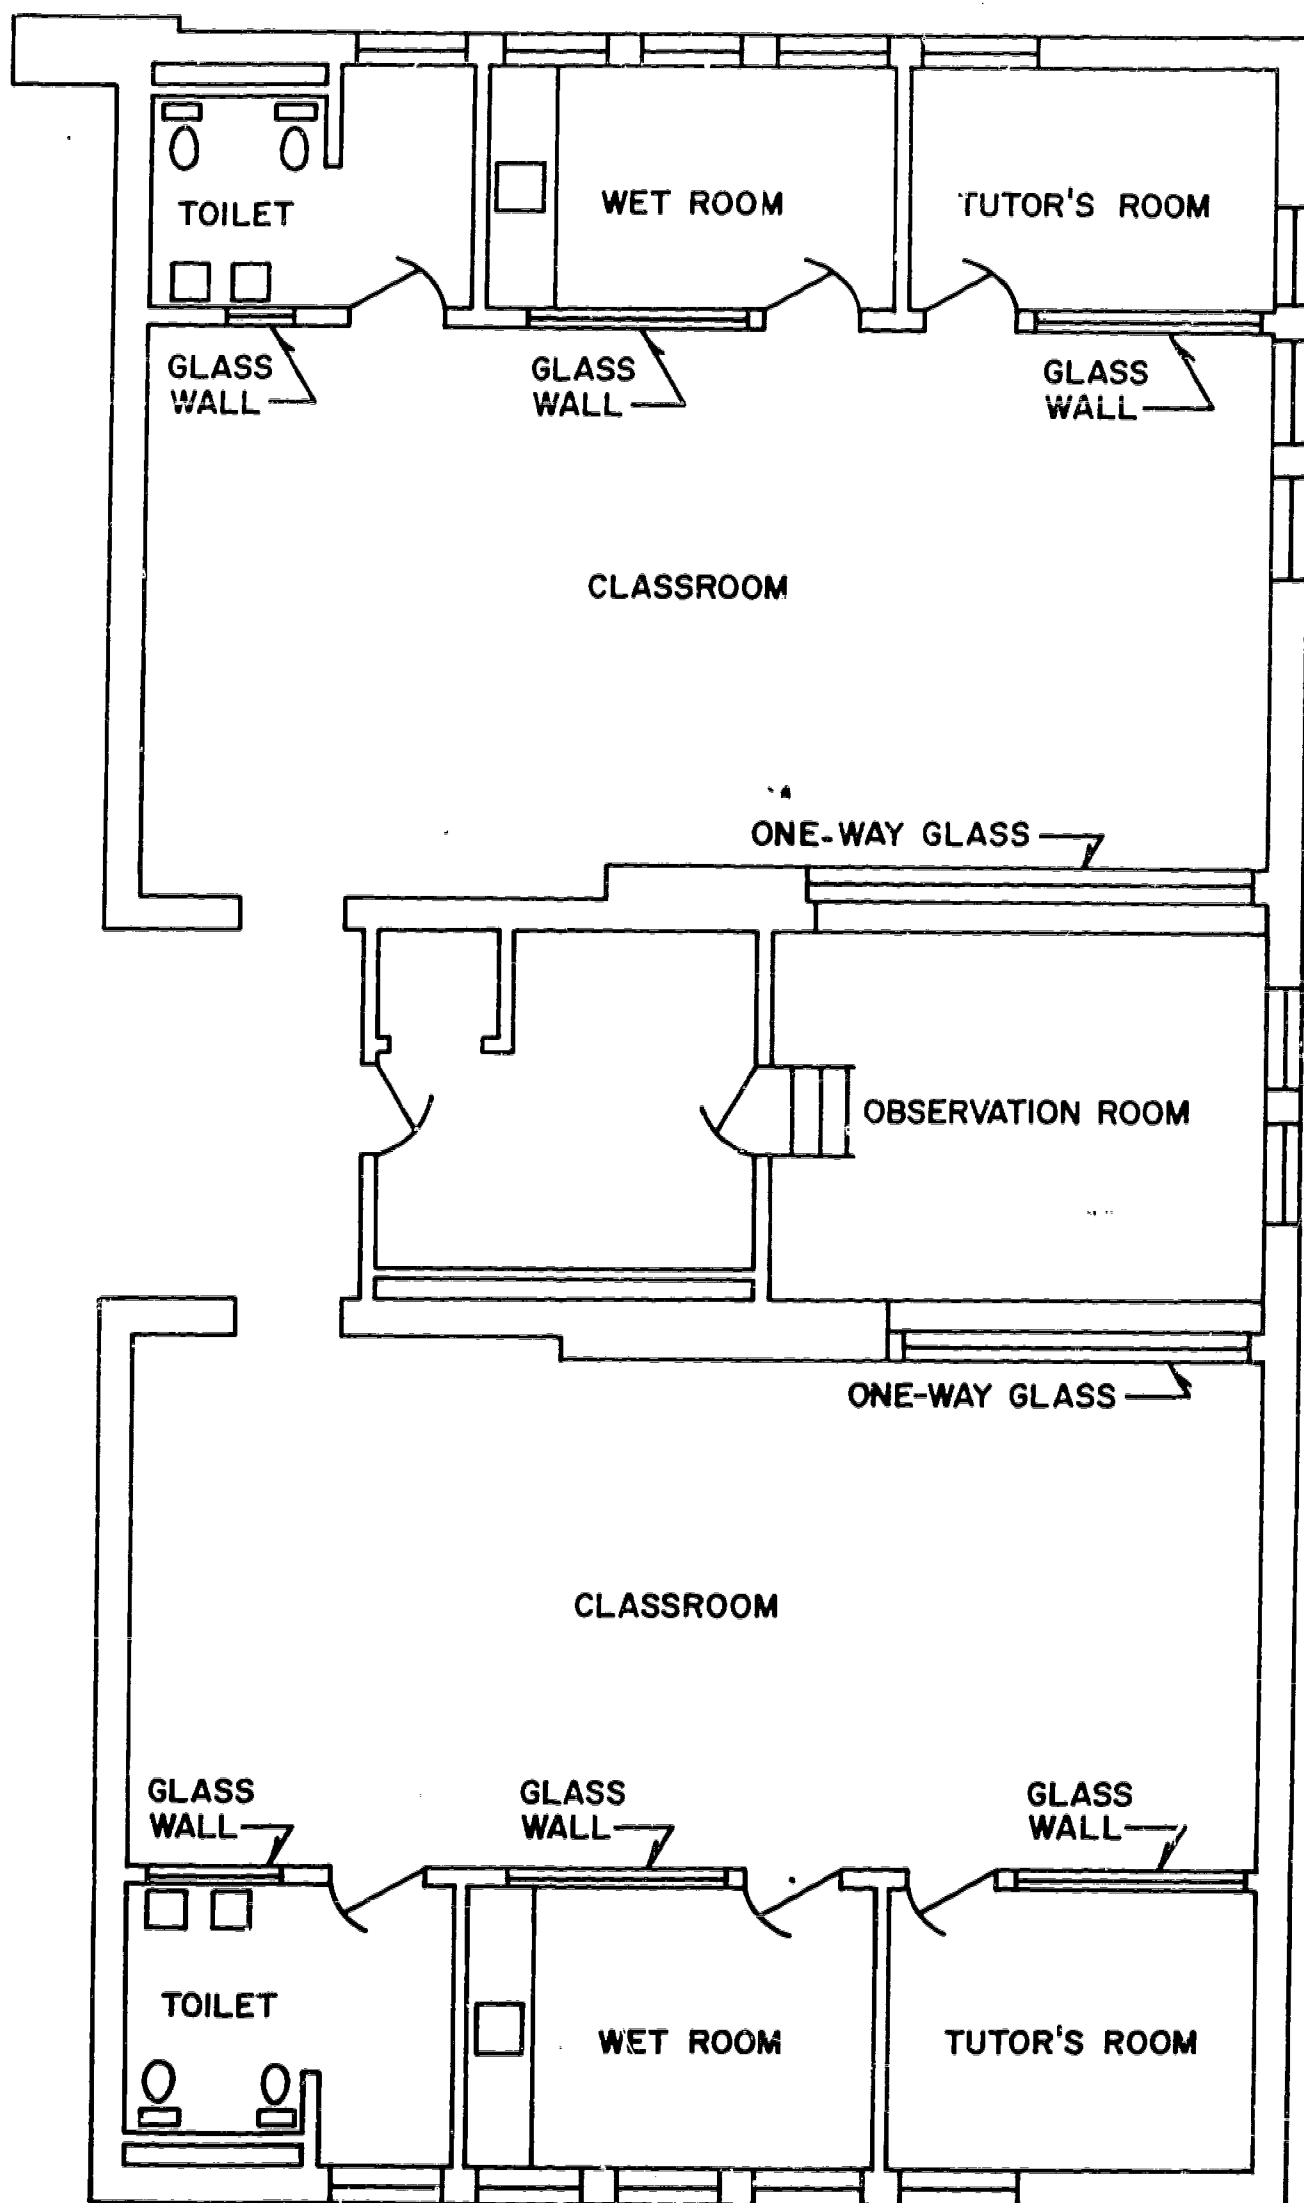 TOILET
WET ROOM
TUTOR'S ROOM
GLASS
WALL
GLASS
WALL
GLASS
WALL
CLASSROOM
ONE-WAY GLASS
OBSERVATION ROOM
ONE-WAY GLASS
CLASSROOM
GLASS
WALL
GLASS
WALL
GLASS
WALL
TOILET
WET ROOM
TUTOR'S ROOM